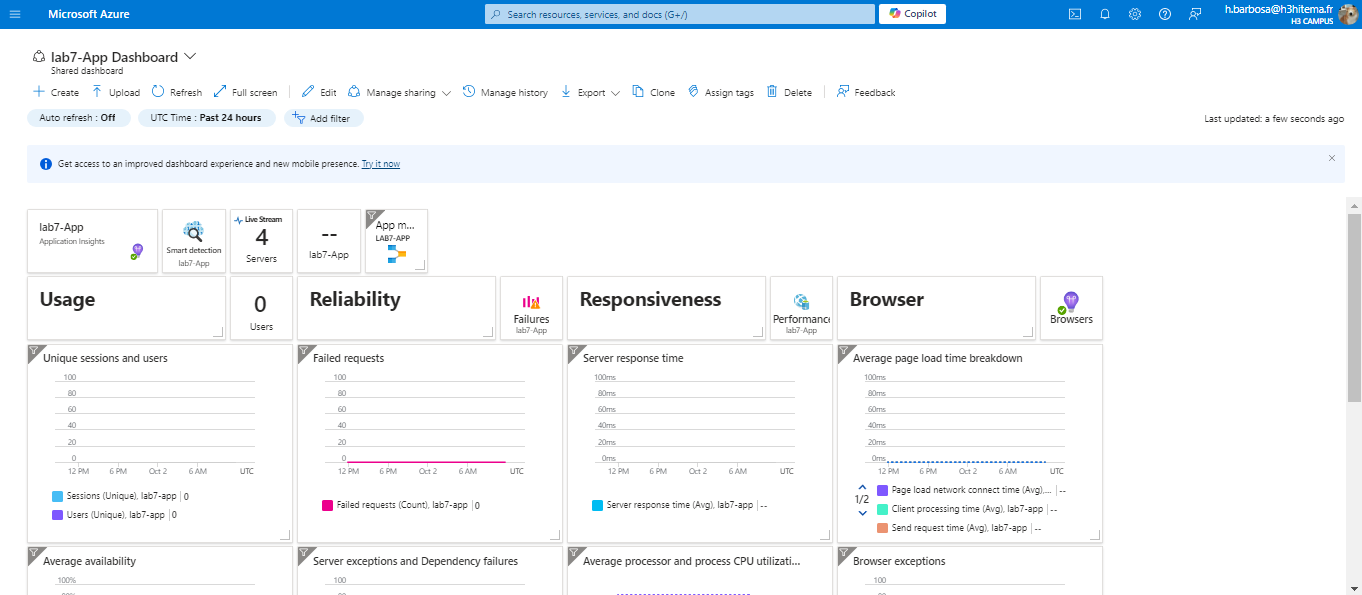 Microsoft Azure
Search resources, services, and docs (G+/)
Copilot
h.barbosa@h3hitema.fr
H3 CAMPUS
lab7-App Dashboard
Shared dashboard
Create
Upload
Refresh
Full screen
Edit
Manage sharing
Manage history
Export
Clone
Assign tags
Delete
Feedback
Auto refresh : Off
UTC Time : Past 24 hours
Add filter
Last updated: a few seconds ago
Get access to an improved dashboard experience and new mobile presence. Try it now
lab7-App
Application Insights
Smart detection
lab7-App
Live Stream
4
Servers
--
lab7-App
App m...
LAB7-APP
Usage
0
Users
Reliability
Failures
lab7-App
Responsiveness
Performance
lab7-App
Browser
Browsers
Unique sessions and users
100
80
60
40
20
0
12 PM 6 PM Oct 2 6 AM UTC
Sessions (Unique), lab7-app | 0
Users (Unique), lab7-app | 0
Failed requests
100
80
60
40
20
0
12 PM 6 PM Oct 2 6 AM UTC
Failed requests (Count), lab7-app | 0
Server response time
100ms
80ms
60ms
40ms
20ms
0ms
12 PM 6 PM Oct 2 6 AM UTC
Server response time (Avg), lab7-app | --
Average page load time breakdown
100ms
80ms
60ms
40ms
20ms
0ms
12 PM 6 PM Oct 2 6 AM UTC
1/2
Page load network connect time (Avg),... | --
Client processing time (Avg), lab7-app | --
Send request time (Avg), lab7-app | --
Average availability
100%
Server exceptions and Dependency failures
100
80
Average processor and process CPU utilizati...
Browser exceptions
100
80